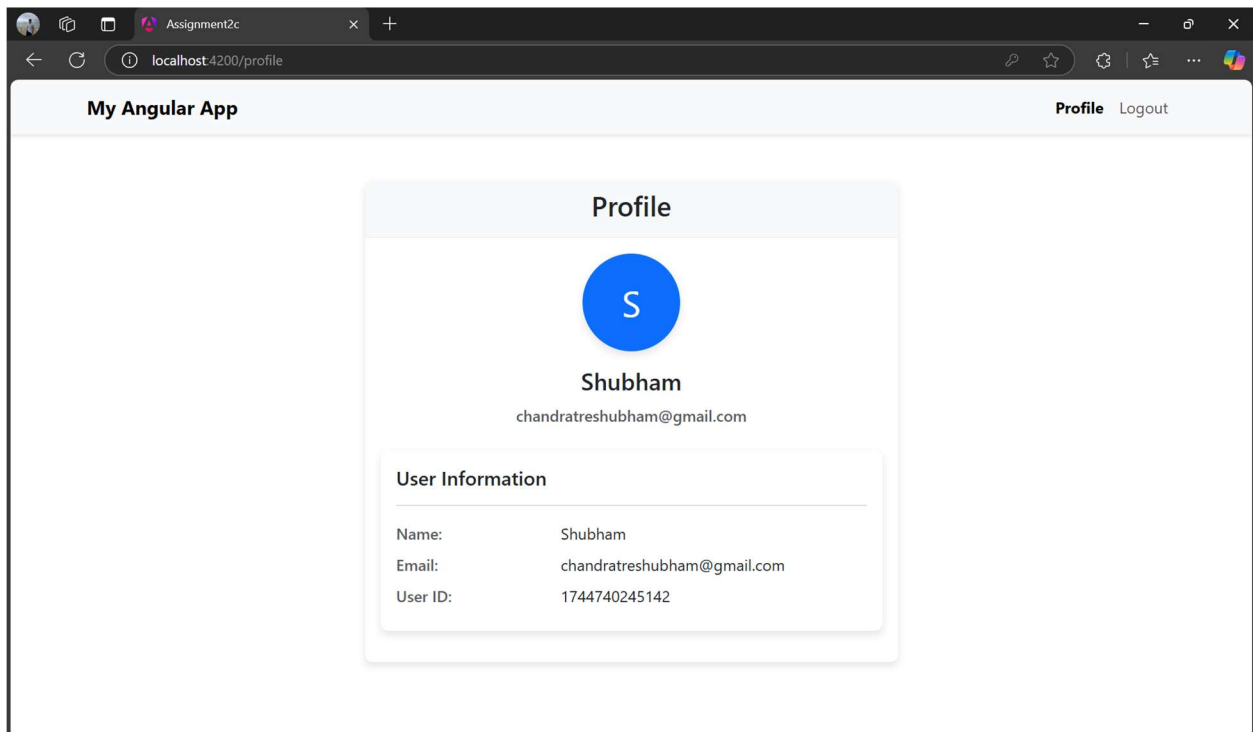 Assignment2c
localhost:4200/profile
My Angular App
Profile Logout
Profile
S
Shubham
chandratreshubham@gmail.com
User Information
Name: Shubham
Email: chandratreshubham@gmail.com
User ID: 1744740245142